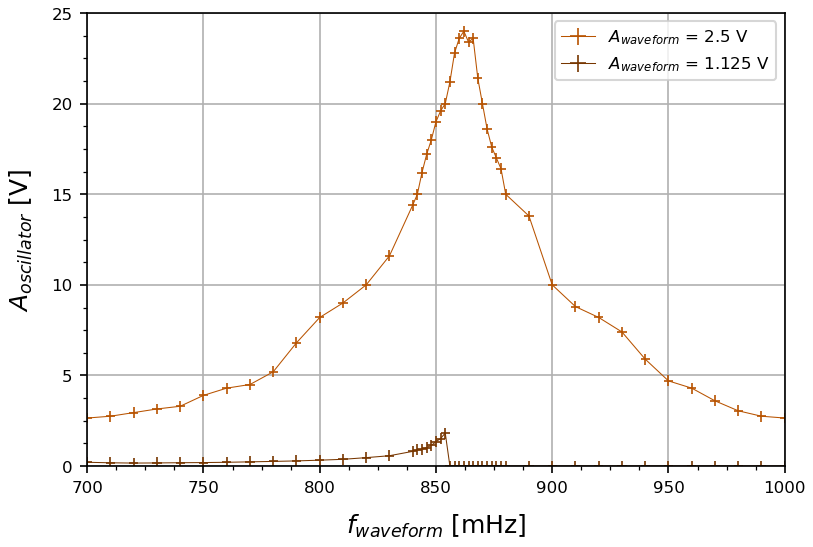 25
20
15
10
5
0
A_oscillator [V]
A_waveform = 2.5 V
A_waveform = 1.125 V
700 750 800 850 900 950 1000
f_waveform [mHz]